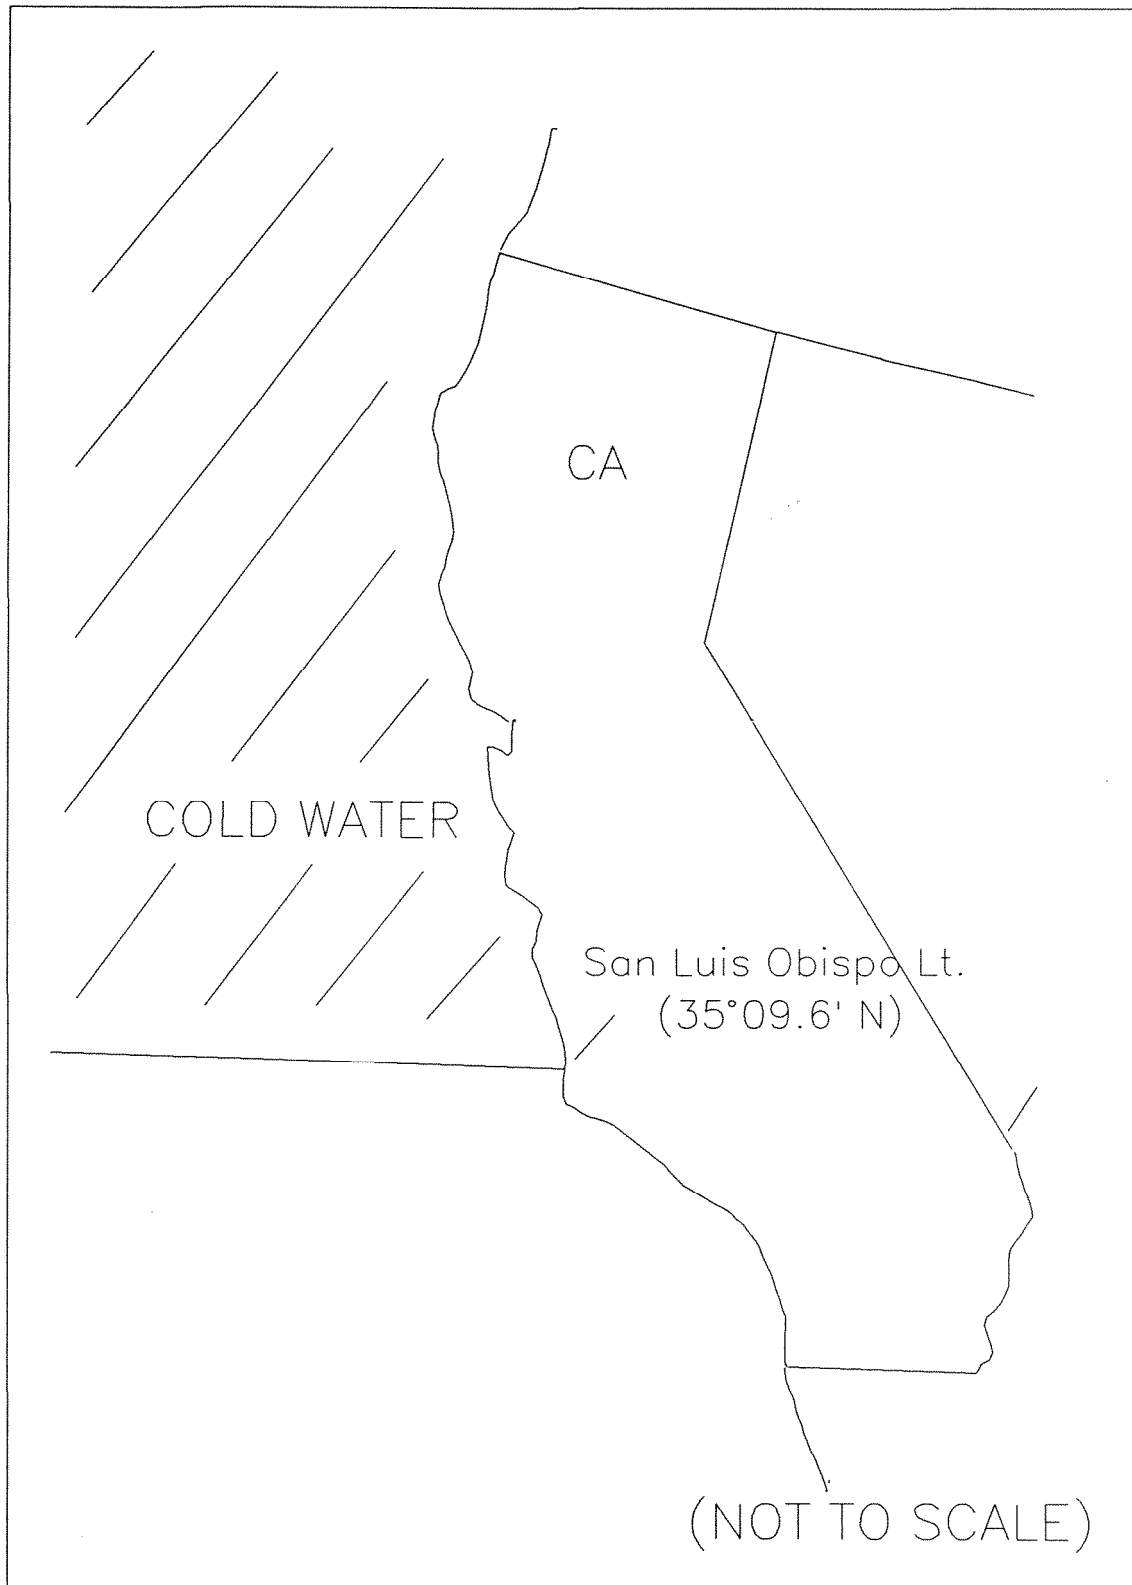 CA
COLD WATER
San Luis Obispo Lt.
(35°09.6' N)
(NOT TO SCALE)